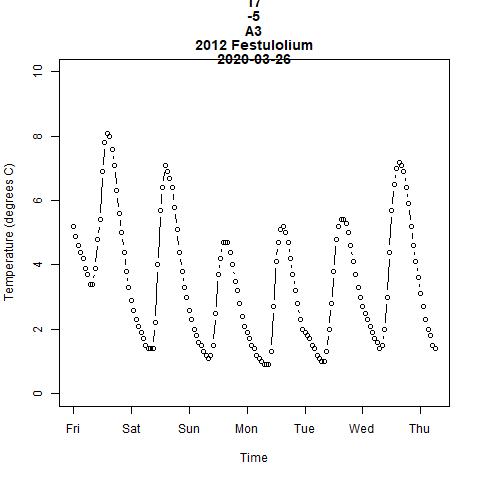 17
-5
A3
2012 Festulolium
2020-03-26
Temperature (degrees C)
10
8
6
4
2
0
Fri Sat Sun Mon Tue Wed Thu
Time